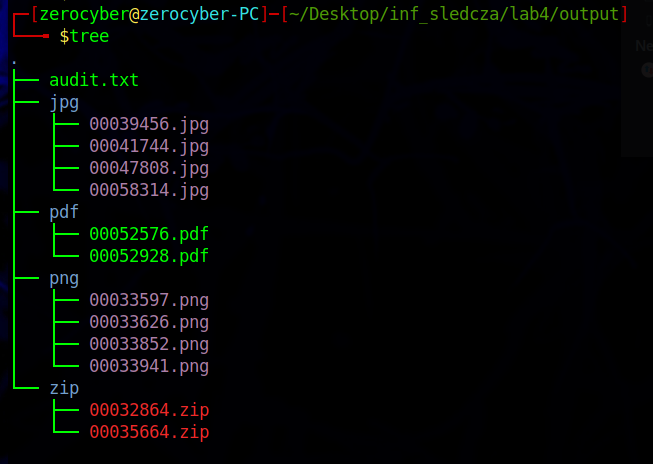 ┌─[zerocyber@zerocyber-PC]─[~/Desktop/inf_sledcza/lab4/output]
└──╼ $tree
.
├── audit.txt
├── jpg
│   ├── 00039456.jpg
│   ├── 00041744.jpg
│   ├── 00047808.jpg
│   └── 00058314.jpg
├── pdf
│   ├── 00052576.pdf
│   └── 00052928.pdf
├── png
│   ├── 00033597.png
│   ├── 00033626.png
│   ├── 00033852.png
│   └── 00033941.png
└── zip
    ├── 00032864.zip
    └── 00035664.zip